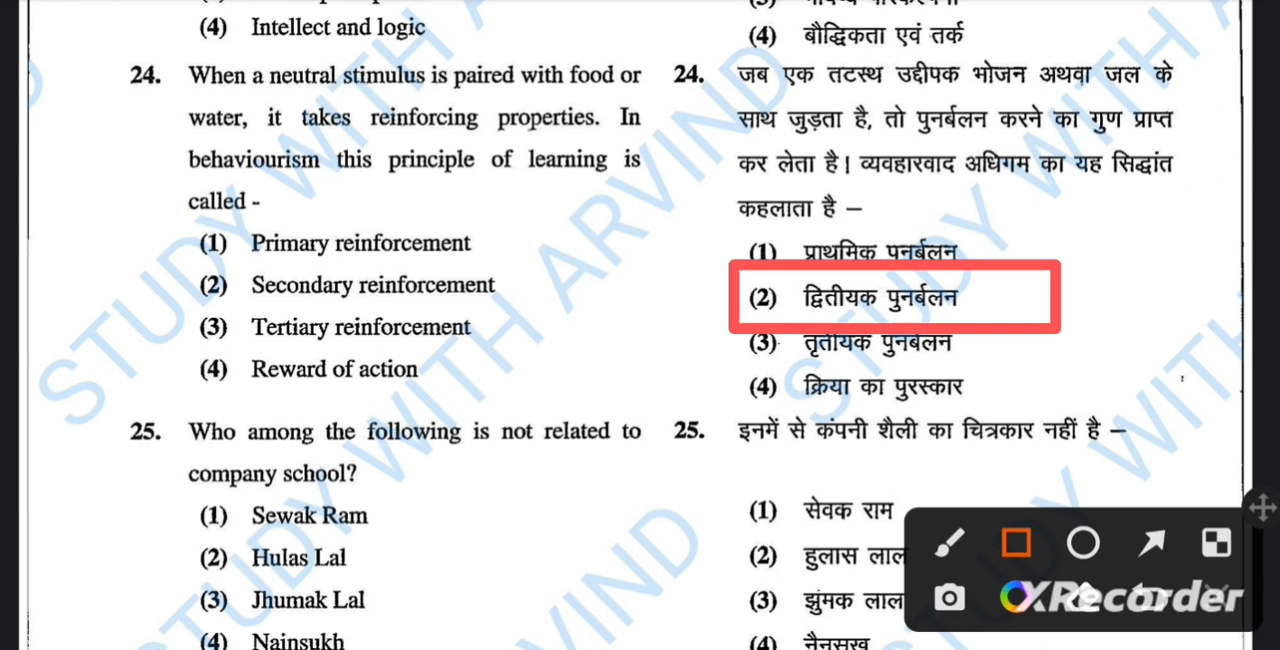 (4) Intellect and logic
24. When a neutral stimulus is paired with food or
water, it takes reinforcing properties. In
behaviourism this principle of learning is
called -
(1) Primary reinforcement
(2) Secondary reinforcement
(3) Tertiary reinforcement
(4) Reward of action
25. Who among the following is not related to
company school?
(1) Sewak Ram
(2) Hulas Lal
(3) Jhumak Lal
(4) Nainsukh
(4) बौद्धिकता एवं तर्क
24. जब एक तटस्थ उद्दीपक भोजन अथवा जल के
साथ जुड़ता है, तो पुनर्बलन करने का गुण प्राप्त
कर लेता है। व्यवहारवाद अधिगम का यह सिद्धांत
कहलाता है –
(1) प्राथमिक पुनर्बलन
(2) द्वितीयक पुनर्बलन
(3) तृतीयक पुनर्बलन
(4) क्रिया का पुरस्कार
25. इनमें से कंपनी शैली का चित्रकार नहीं है –
(1) सेवक राम
(2) हुलास लाल
(3) झुमक लाल
(4) नैनसुख
STUDY WITH ARVIND
XRecorder